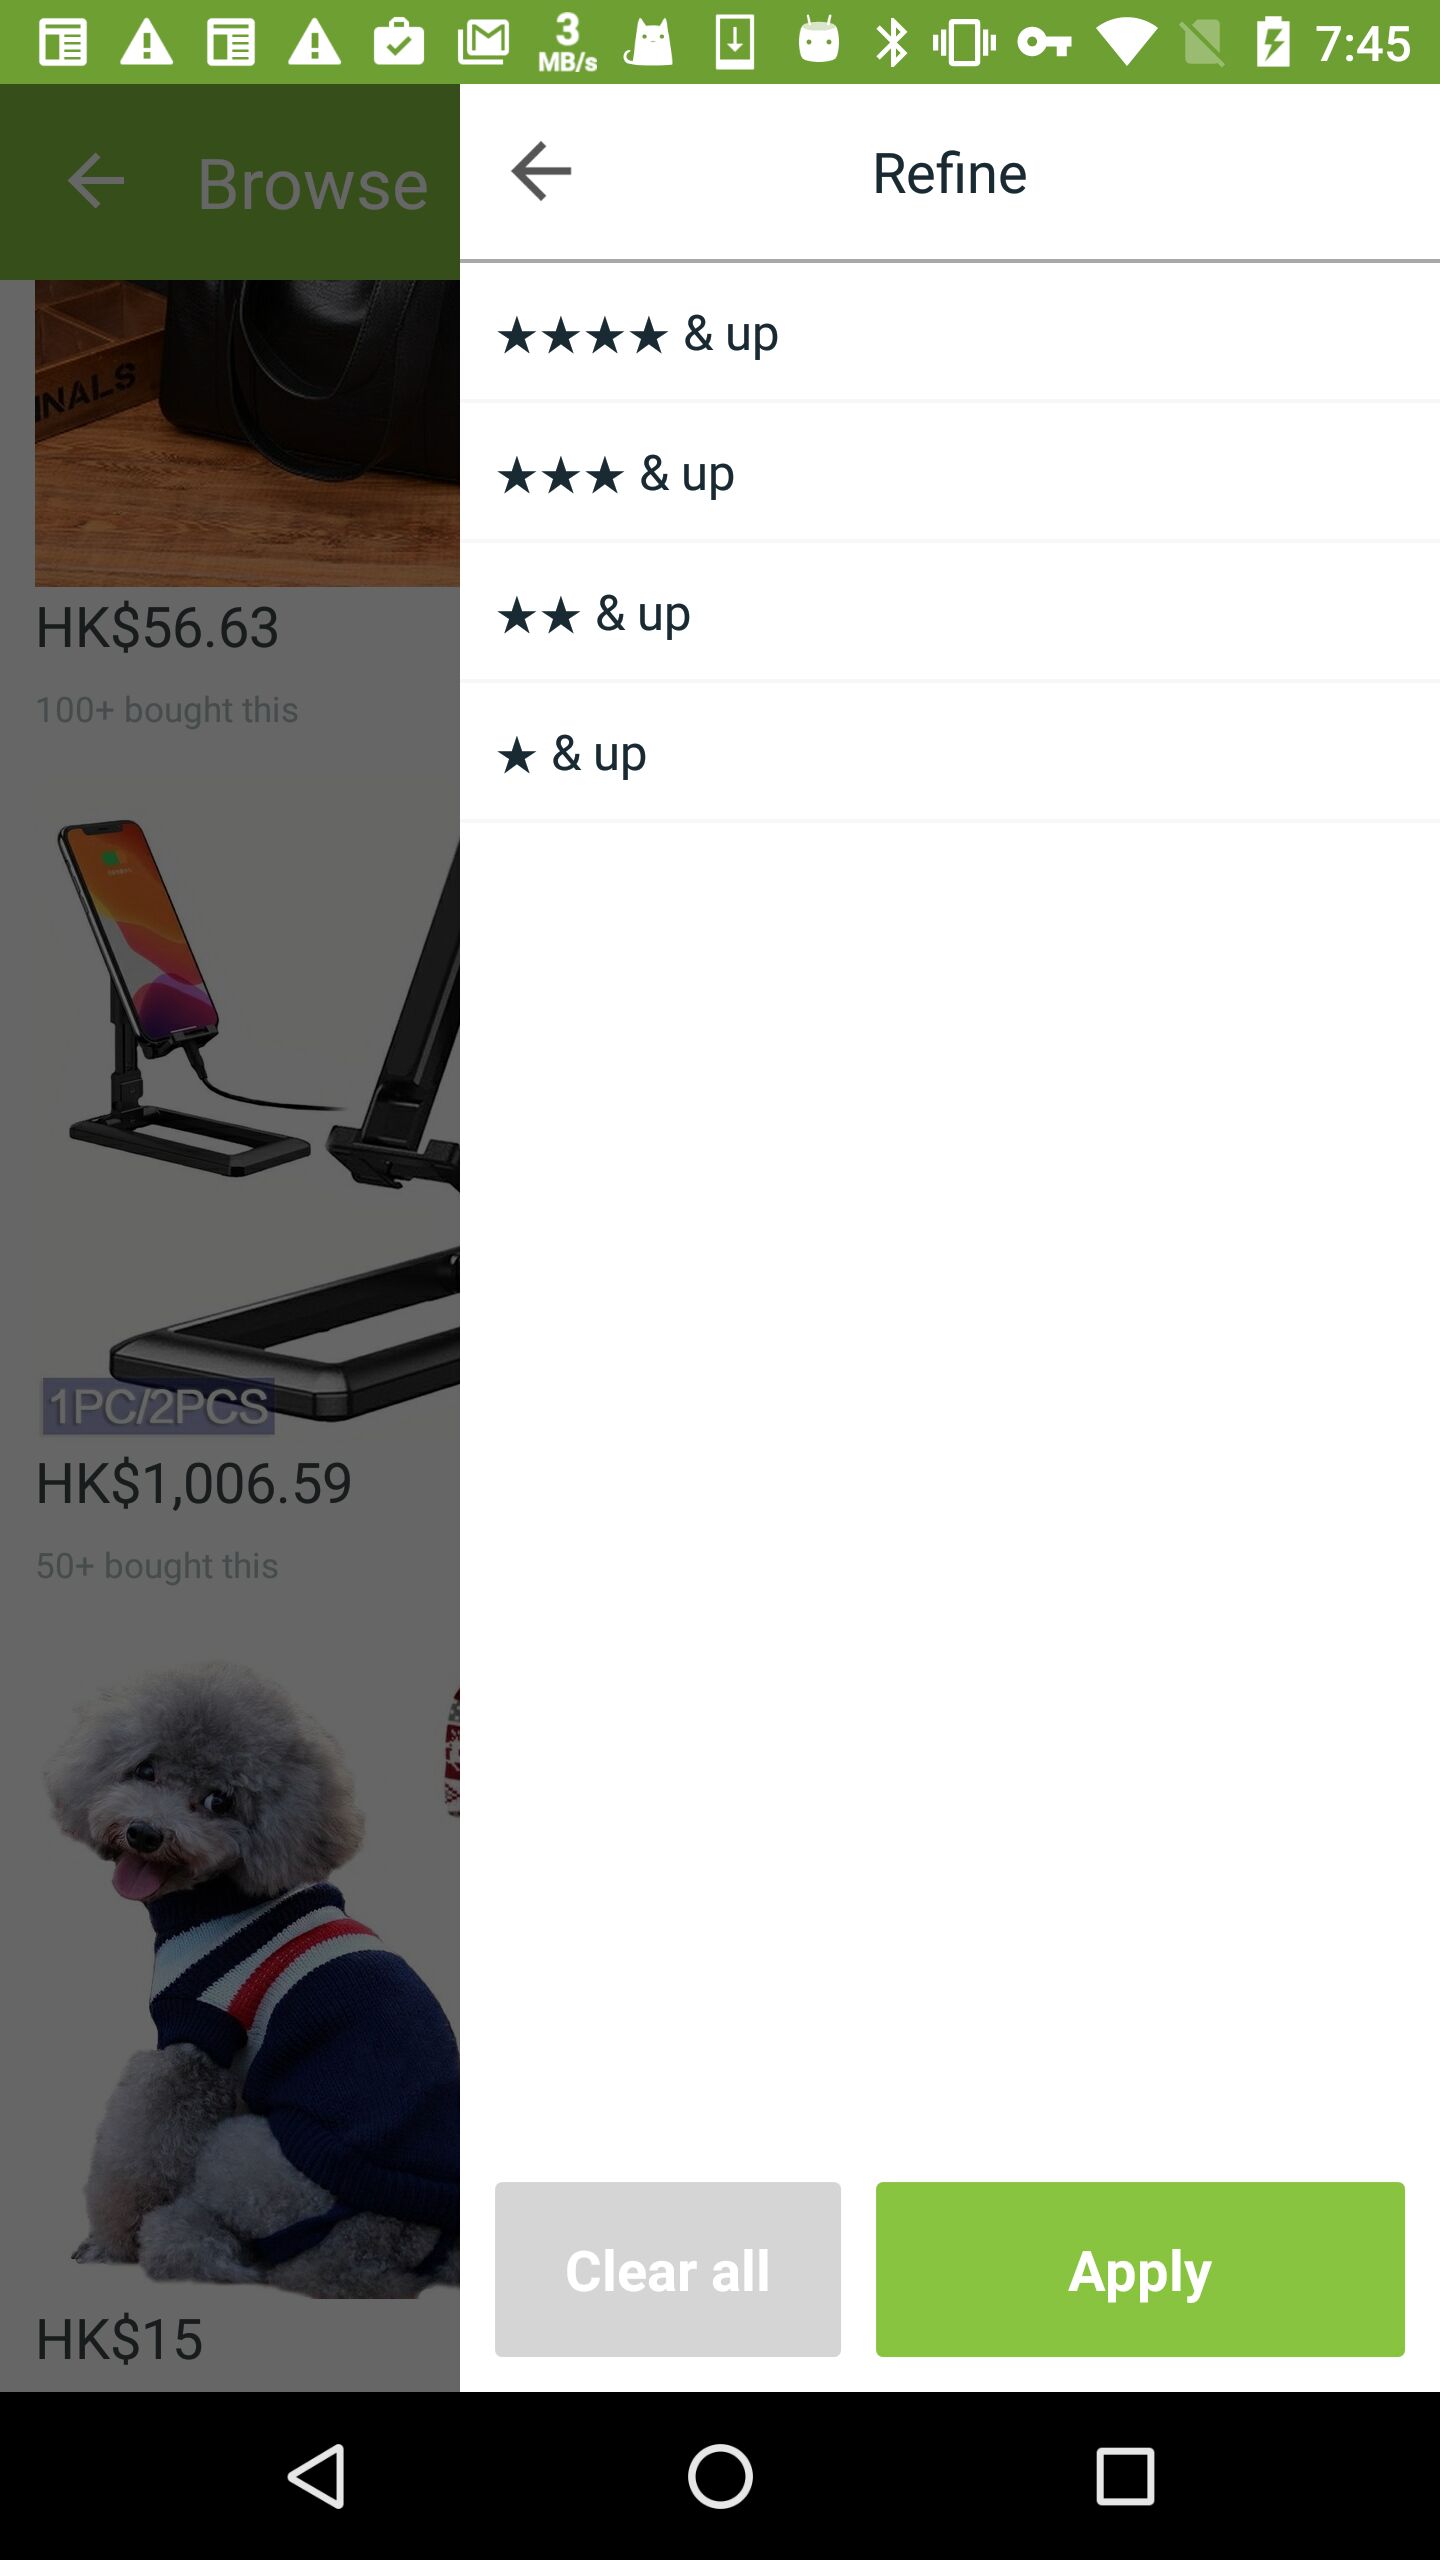 3
MB/s
7:45
Browse
Refine
★★★★ & up
★★★ & up
★★ & up
★ & up
INALS
HK$56.63
100+ bought this
1PC/2PCS
HK$1,006.59
50+ bought this
HK$15
Clear all
Apply